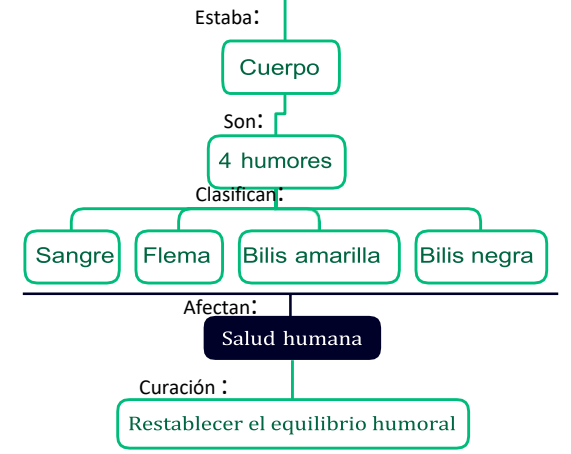 Estaba:
Cuerpo
Son:
4 humores
Clasifican:
Sangre
Flema
Bilis amarilla
Bilis negra
Afectan:
Salud humana
Curación :
Restablecer el equilibrio humoral